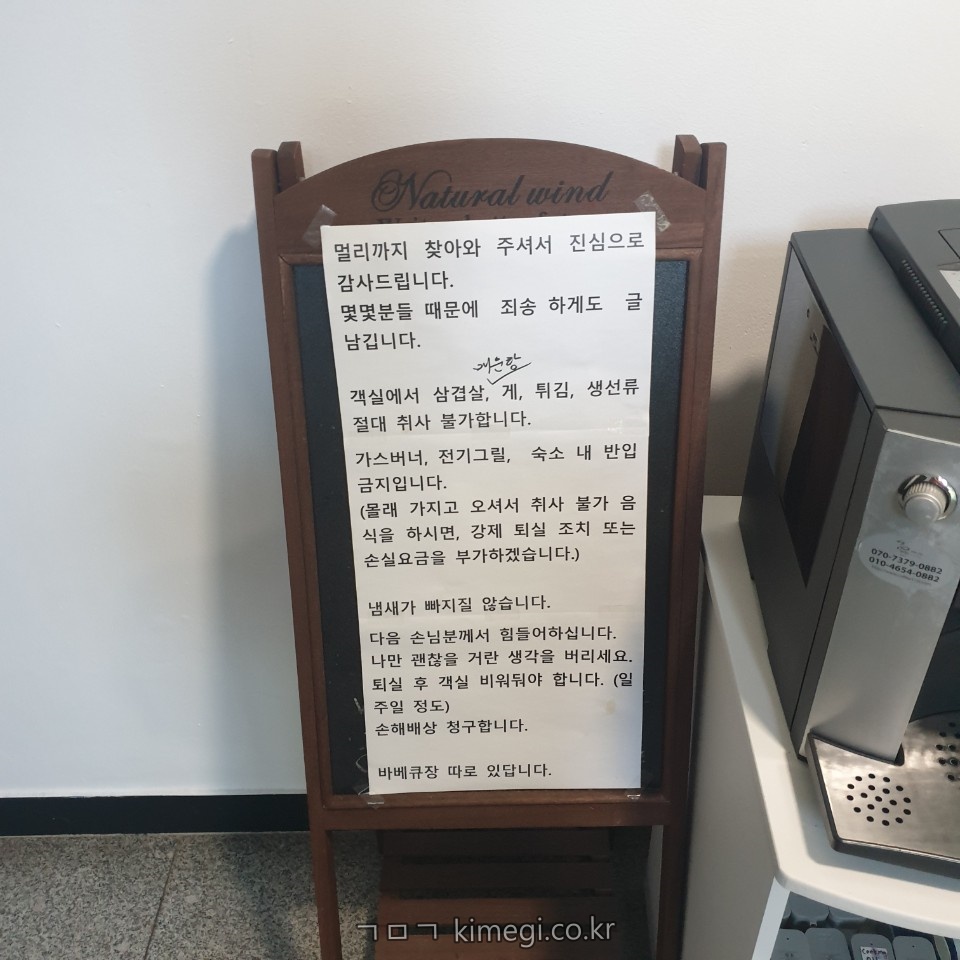 Natural wind
멀리까지 찾아와 주셔서 진심으로
감사드립니다.
몇몇분들 때문에 죄송 하게도 글
남깁니다.
객실에서 삼겹살, 게, 튀김, 생선류
절대 취사 불가합니다.
가스버너, 전기그릴, 숙소 내 반입
금지입니다.
(몰래 가지고 오셔서 취사 불가 음
식을 하시면, 강제 퇴실 조치 또는
손실요금을 부가하겠습니다.)
냄새가 빠지질 않습니다.
다음 손님분께서 힘들어하십니다.
나만 괜찮을 거란 생각을 버리세요.
퇴실 후 객실 비워둬야 합니다. (일
주일 정도)
손해배상 청구합니다.
바베큐장 따로 있답니다.
070-7379-0882
010-4654-0882
ㄱㅁㄱ kimegi.co.kr